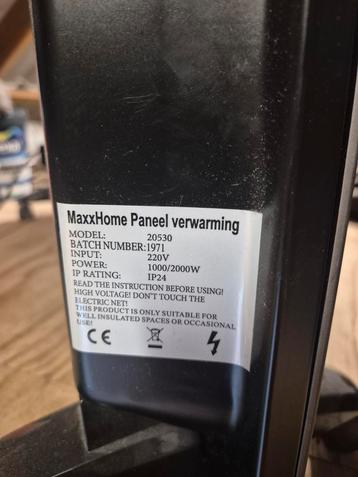 MaxxHome Paneel verwarming
MODEL: 20530
BATCH NUMBER:1971
INPUT: 220V
POWER: 1000/2000W
IP RATING: IP24
READ THE INSTRUCTION BEFORE USING!
HIGH VOLTAGE! DON'T TOUCH THE
ELECTRIC NET!
THIS PRODUCT IS ONLY SUITABLE FOR
WELL INSULATED SPACES OR OCCASIONAL
USE!
CE